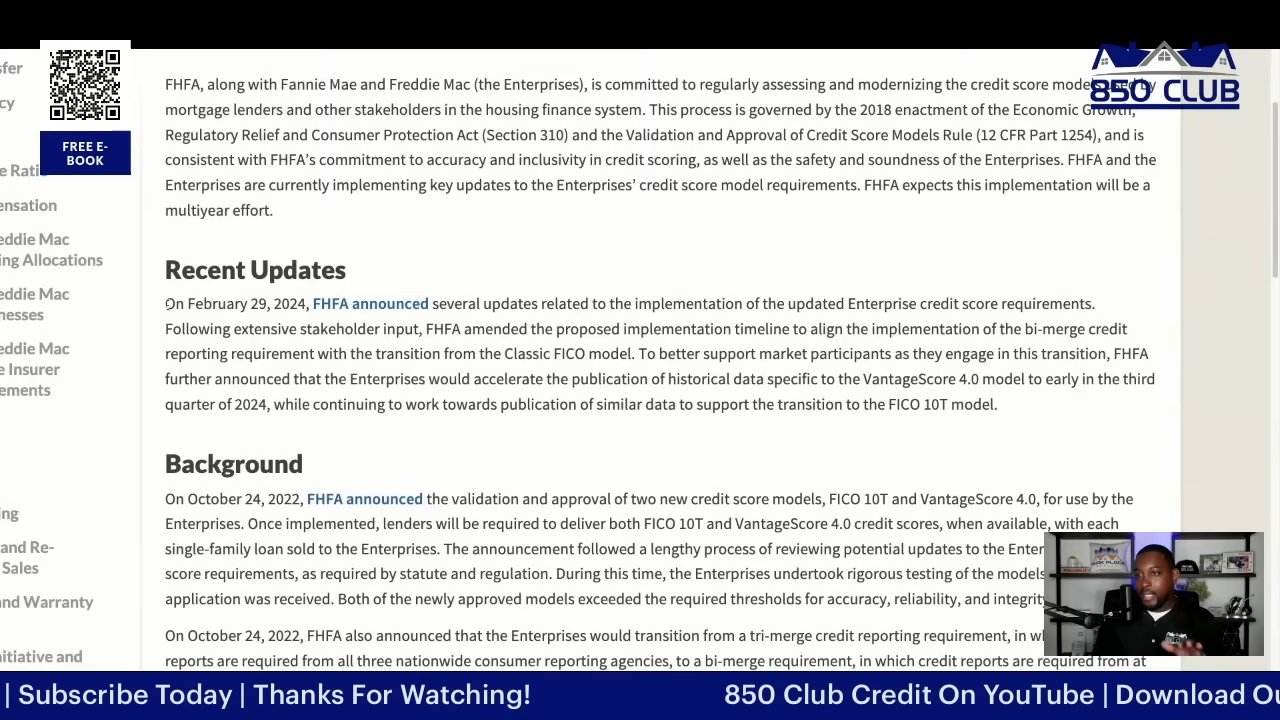 sfer
cy
FREE E-
BOOK
e Ratio
ensation
eddie Mac
ing Allocations
eddie Mac
nesses
eddie Mac
e Insurer
ements
ing
and Re-
Sales
nd Warranty
nitiative and
850 CLUB
FHFA, along with Fannie Mae and Freddie Mac (the Enterprises), is committed to regularly assessing and modernizing the credit score models used by
mortgage lenders and other stakeholders in the housing finance system. This process is governed by the 2018 enactment of the Economic Growth,
Regulatory Relief and Consumer Protection Act (Section 310) and the Validation and Approval of Credit Score Models Rule (12 CFR Part 1254), and is
consistent with FHFA’s commitment to accuracy and inclusivity in credit scoring, as well as the safety and soundness of the Enterprises. FHFA and the
Enterprises are currently implementing key updates to the Enterprises’ credit score model requirements. FHFA expects this implementation will be a
multiyear effort.
Recent Updates
On February 29, 2024, FHFA announced several updates related to the implementation of the updated Enterprise credit score requirements.
Following extensive stakeholder input, FHFA amended the proposed implementation timeline to align the implementation of the bi-merge credit
reporting requirement with the transition from the Classic FICO model. To better support market participants as they engage in this transition, FHFA
further announced that the Enterprises would accelerate the publication of historical data specific to the VantageScore 4.0 model to early in the third
quarter of 2024, while continuing to work towards publication of similar data to support the transition to the FICO 10T model.
Background
On October 24, 2022, FHFA announced the validation and approval of two new credit score models, FICO 10T and VantageScore 4.0, for use by the
Enterprises. Once implemented, lenders will be required to deliver both FICO 10T and VantageScore 4.0 credit scores, when available, with each
single-family loan sold to the Enterprises. The announcement followed a lengthy process of reviewing potential updates to the Enter
score requirements, as required by statute and regulation. During this time, the Enterprises undertook rigorous testing of the models
application was received. Both of the newly approved models exceeded the required thresholds for accuracy, reliability, and integrity
On October 24, 2022, FHFA also announced that the Enterprises would transition from a tri-merge credit reporting requirement, in wh
reports are required from all three nationwide consumer reporting agencies, to a bi-merge requirement, in which credit reports are required from at
| Subscribe Today | Thanks For Watching! 850 Club Credit On YouTube | Download Ou